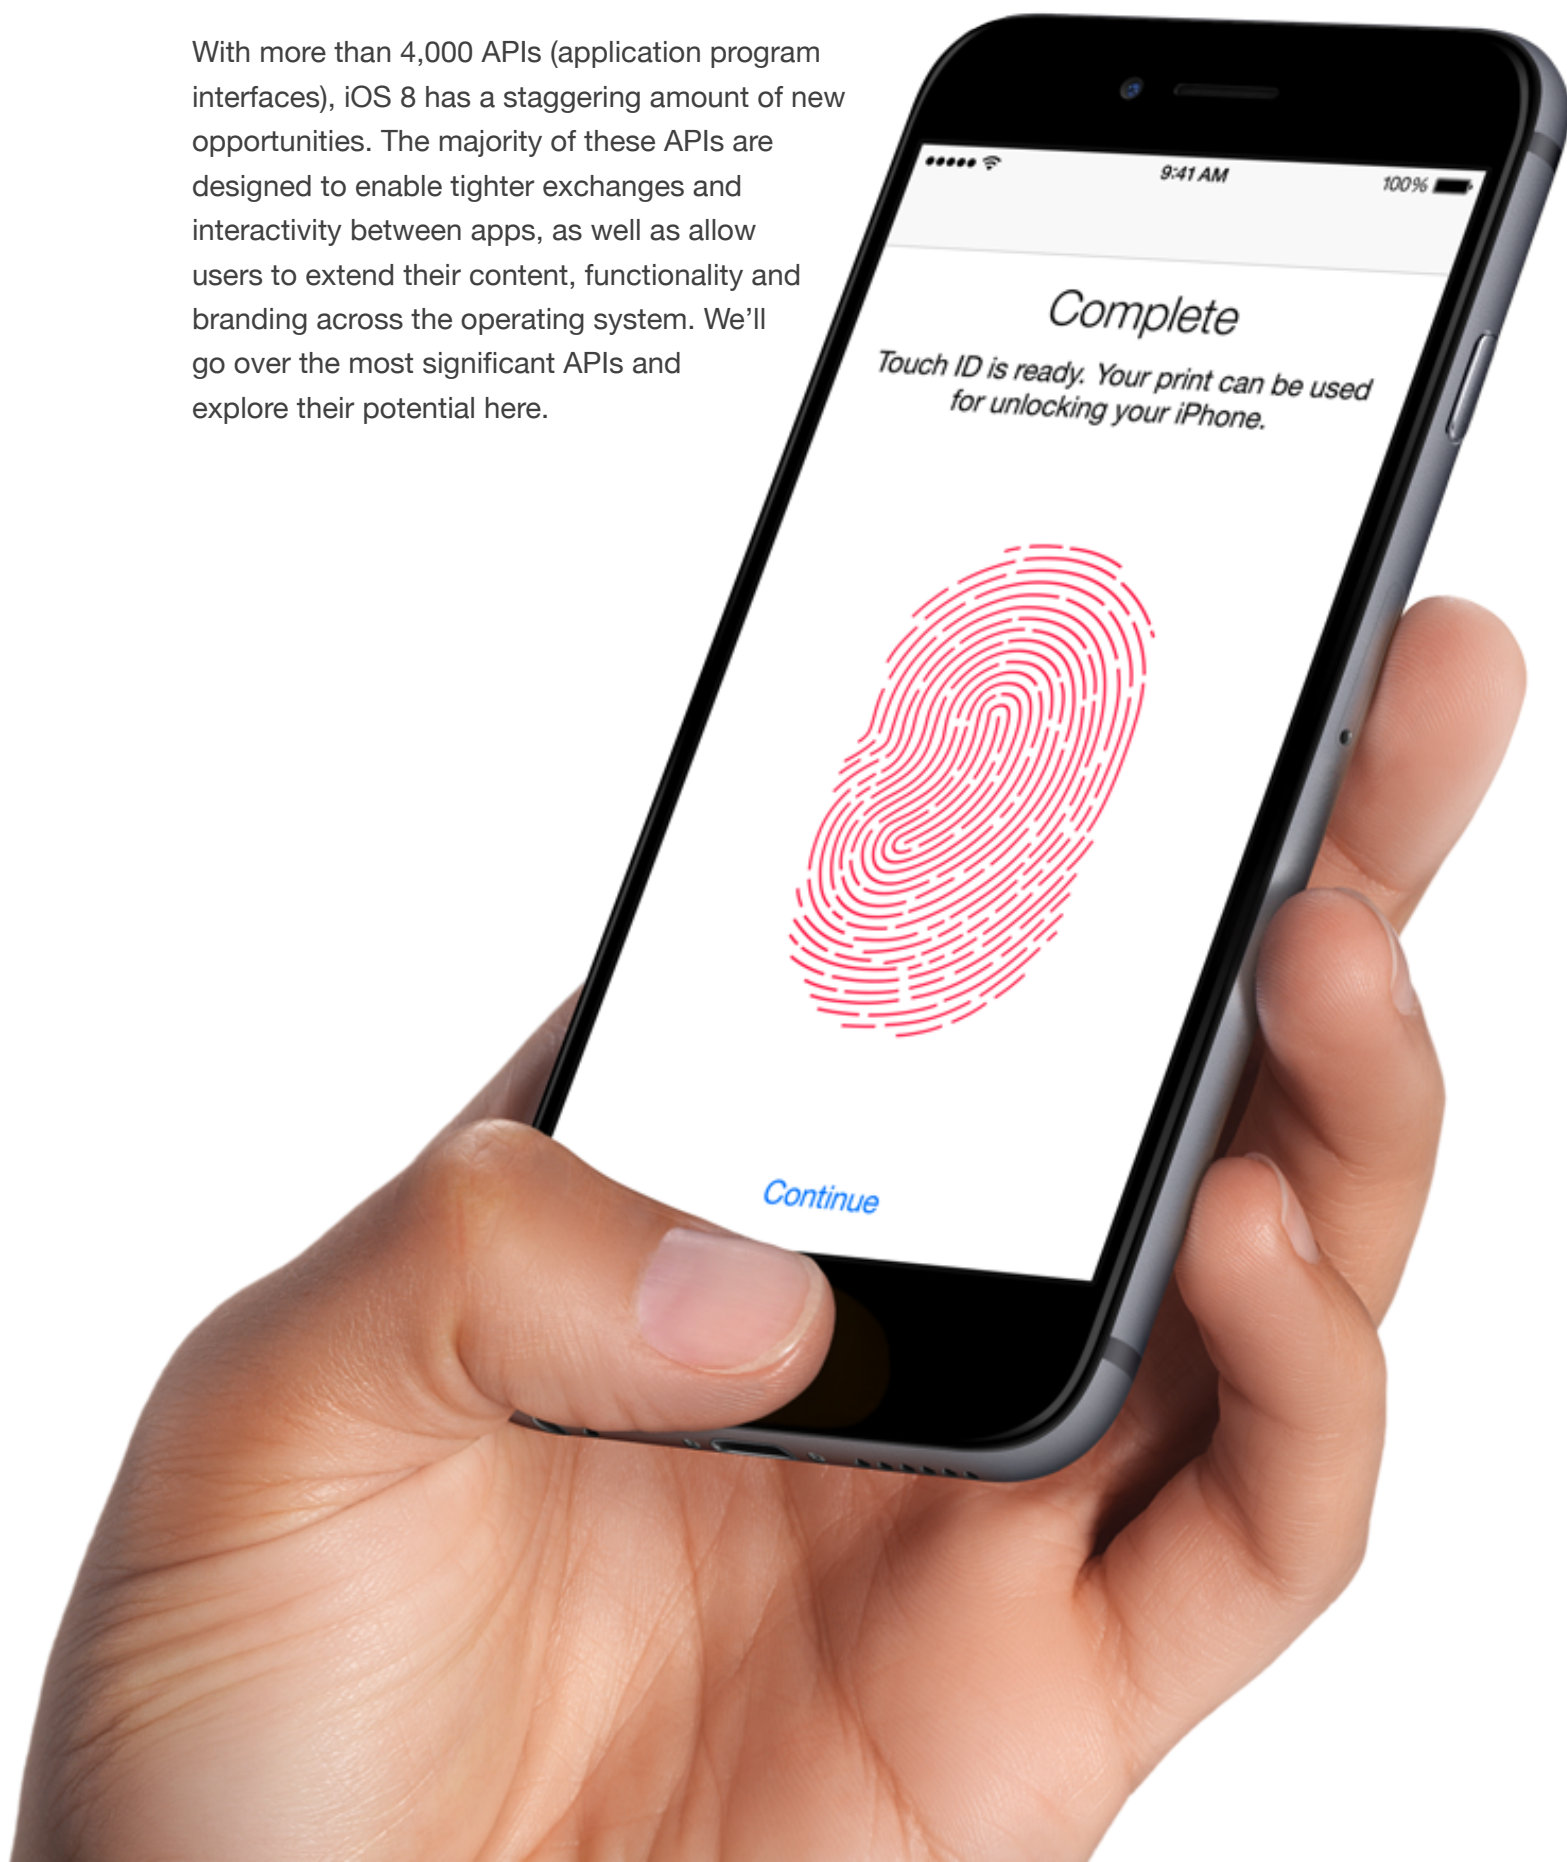 With more than 4,000 APIs (application program
interfaces), iOS 8 has a staggering amount of new
opportunities. The majority of these APIs are
designed to enable tighter exchanges and
interactivity between apps, as well as allow
users to extend their content, functionality and
branding across the operating system. We’ll
go over the most significant APIs and
explore their potential here.
9:41 AM
100%
Complete
Touch ID is ready. Your print can be used
for unlocking your iPhone.
Continue